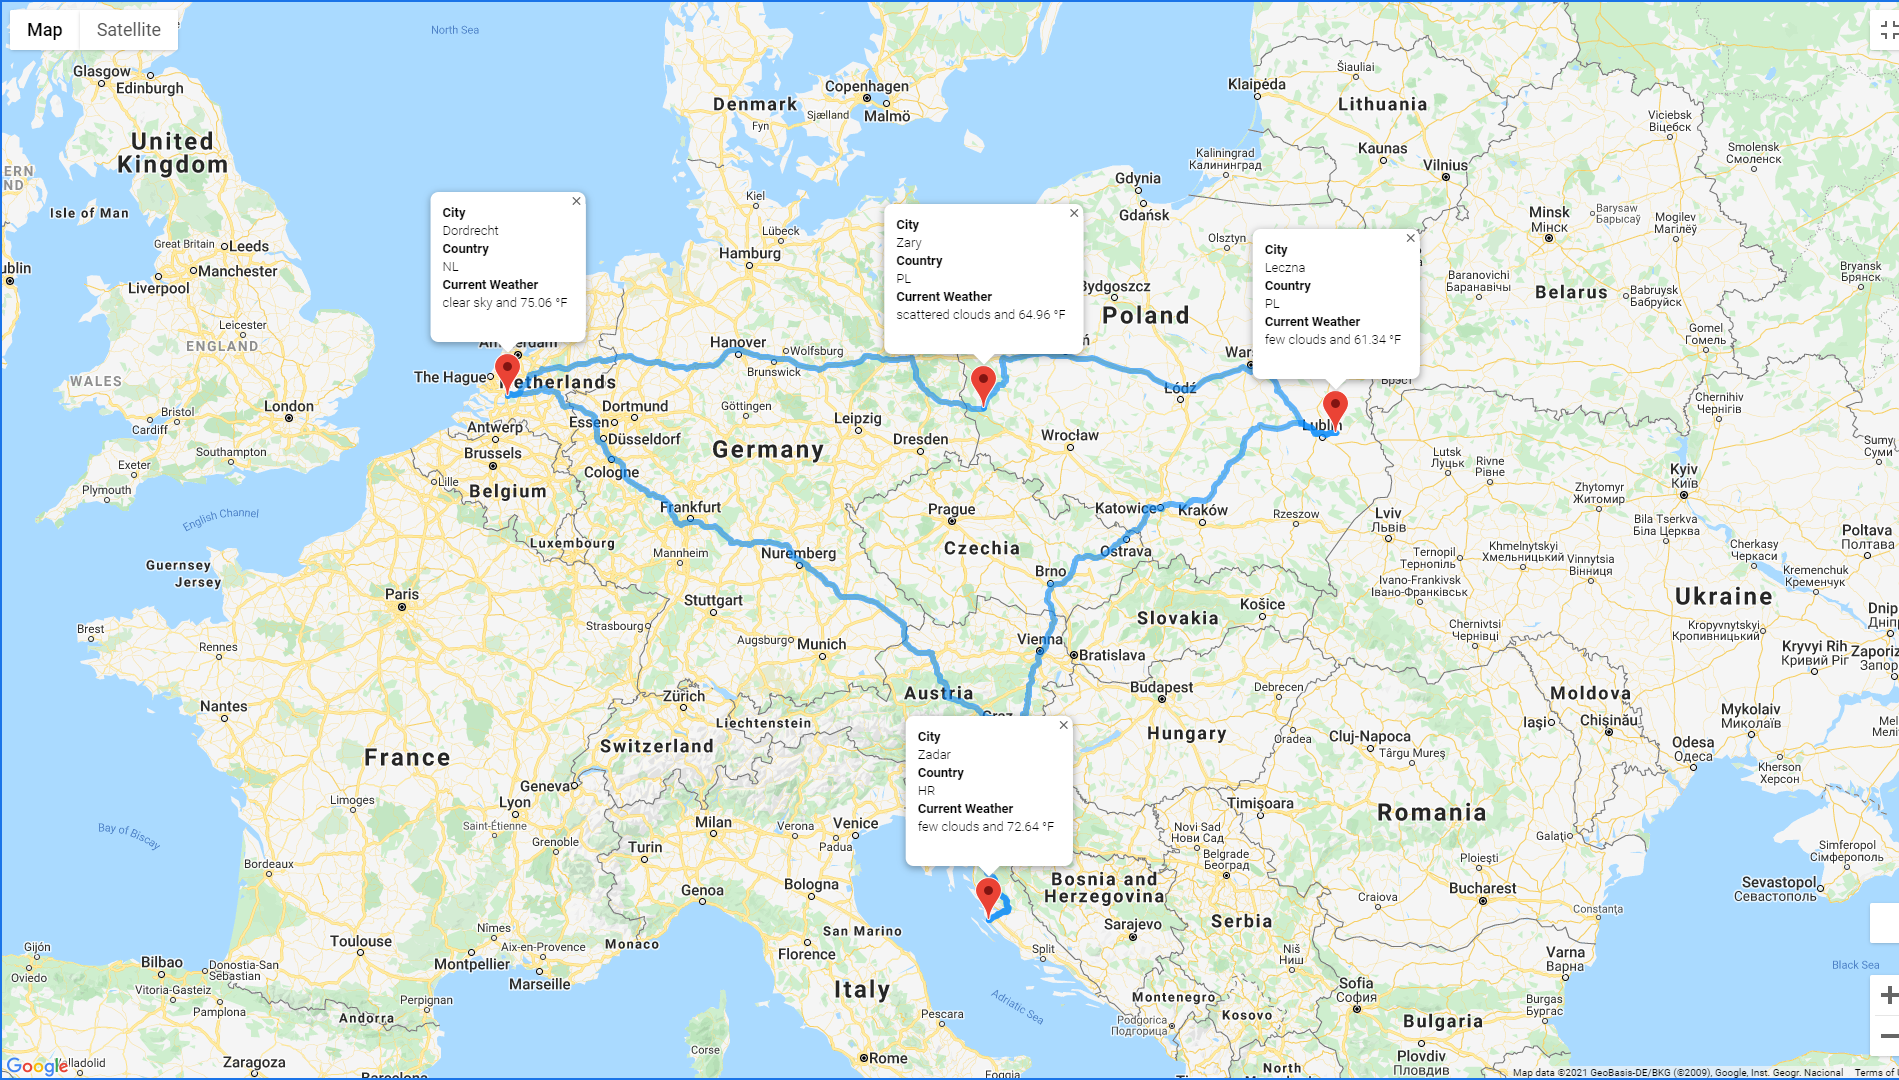 Map
Satellite
North Sea
Glasgow
Edinburgh
United
Kingdom
Isle of Man
Great Britain
Leeds
Manchester
Liverpool
Leicester
ENGLAND
WALES
London
Bristol
Cardiff
Southampton
Exeter
Plymouth
English Channel
Guernsey
Jersey
Denmark
Copenhagen
Sjælland
Malmö
Fyn
Kiel
Lübeck
Hamburg
Klaipėda
Šiauliai
Lithuania
Kaunas
Vilnius
Kaliningrad
Калининград
Gdynia
Gdańsk
Olsztyn
Viciebsk
Віцебск
Smolensk
Смоленск
Minsk
Мінск
Barysaw
Барысаў
Mogilev
Магілёў
Baranovichi
Баранавічы
Babruysk
Бабруйск
Belarus
Bryansk
Брянск
Gomel
Гомель
City
Dordrecht
Country
NL
Current Weather
clear sky and 75.06 °F
City
Zary
Country
PL
Current Weather
scattered clouds and 64.96 °F
City
Leczna
Country
PL
Current Weather
few clouds and 61.34 °F
Poland
The Hague
Hanover
Wolfsburg
Brunswick
Łódź
Брэст
Chernihiv
Чернігів
Dortmund
Essen
Düsseldorf
Göttingen
Leipzig
Dresden
Wrocław
Lublin
Antwerp
Brussels
Lille
Belgium
Cologne
Germany
Lutsk
Луцьк
Rivne
Рівне
Kyiv
Київ
Sumy
Суми
Zhytomyr
Житомир
Frankfurt
Prague
Katowice
Kraków
Rzeszow
Lviv
Львів
Bila Tserkva
Біла Церква
Poltava
Полтава
Luxembourg
Mannheim
Nuremberg
Czechia
Ostrava
Brno
Ternopil
Тернопіль
Khmelnytskyi
Хмельницький
Vinnytsia
Вінниця
Cherkasy
Черкаси
Kremenchuk
Кременчук
Paris
Stuttgart
Strasbourg
Augsburg
Munich
Vienna
Bratislava
Slovakia
Košice
Ivano-Frankivsk
Івано-Франківськ
Ukraine
Chernivtsi
Чернівці
Kropyvnytskyi
Кропивницький
Kryvyi Rih
Кривий Ріг
Brest
Rennes
Nantes
France
Zürich
Liechtenstein
Switzerland
Austria
Budapest
Debrecen
Hungary
Oradea
Cluj-Napoca
Târgu Mureș
Moldova
Iași
Chișinău
Mykolaiv
Миколаїв
Odesa
Одеса
Kherson
Херсон
City
Zadar
Country
HR
Current Weather
few clouds and 72.64 °F
Geneva
Lyon
Limoges
Saint-Étienne
Grenoble
Bay of Biscay
Bordeaux
Milan
Verona
Venice
Padua
Turin
Genoa
Bologna
Timișoara
Romania
Novi Sad
Нови Сад
Belgrade
Београд
Galați
Ploiești
Bucharest
Craiova
Constanța
Simferopol
Сімферополь
Sevastopol
Севастополь
Bosnia and
Herzegovina
Sarajevo
Serbia
Split
Niš
Ниш
Varna
Варна
Black Sea
Toulouse
Nîmes
Aix-en-Provence
Montpellier
Marseille
Monaco
San Marino
Florence
Gijón
Oviedo
Bilbao
Donostia-San
Sebastián
Vitoria-Gasteiz
Pamplona
Perpignan
Andorra
Zaragoza
Italy
Adriatic Sea
Pescara
Rome
Corse
Montenegro
Podgorica
Подгорица
Kosovo
Sofia
София
Burgas
Бургас
Bulgaria
Plovdiv
Пловдив
Google
Map data ©2021 GeoBasis-DE/BKG (©2009), Google, Inst. Geogr. Nacional
Terms of